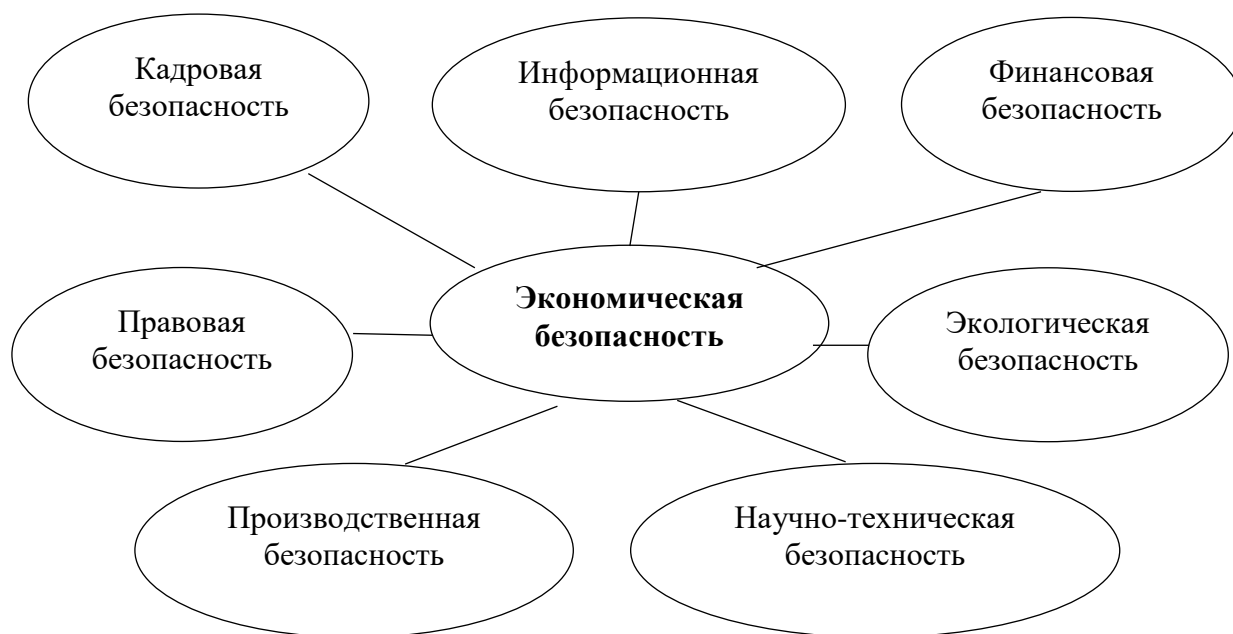 Кадровая
безопасность
Информационная
безопасность
Финансовая
безопасность
Правовая
безопасность
Экономическая
безопасность
Экологическая
безопасность
Производственная
безопасность
Научно-техническая
безопасность